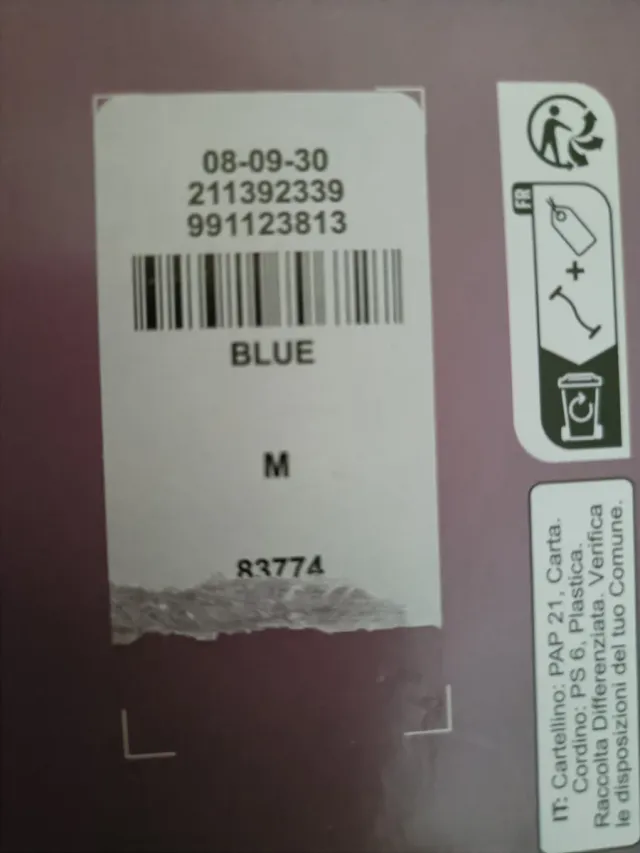 08-09-30
211392339
991123813
BLUE
M
83774
FR
+
IT: Cartellino: PAP 21, Carta.
Cordino: PS 6, Plastica.
Raccolta Differenziata. Verifica
le disposizioni del tuo Comune.